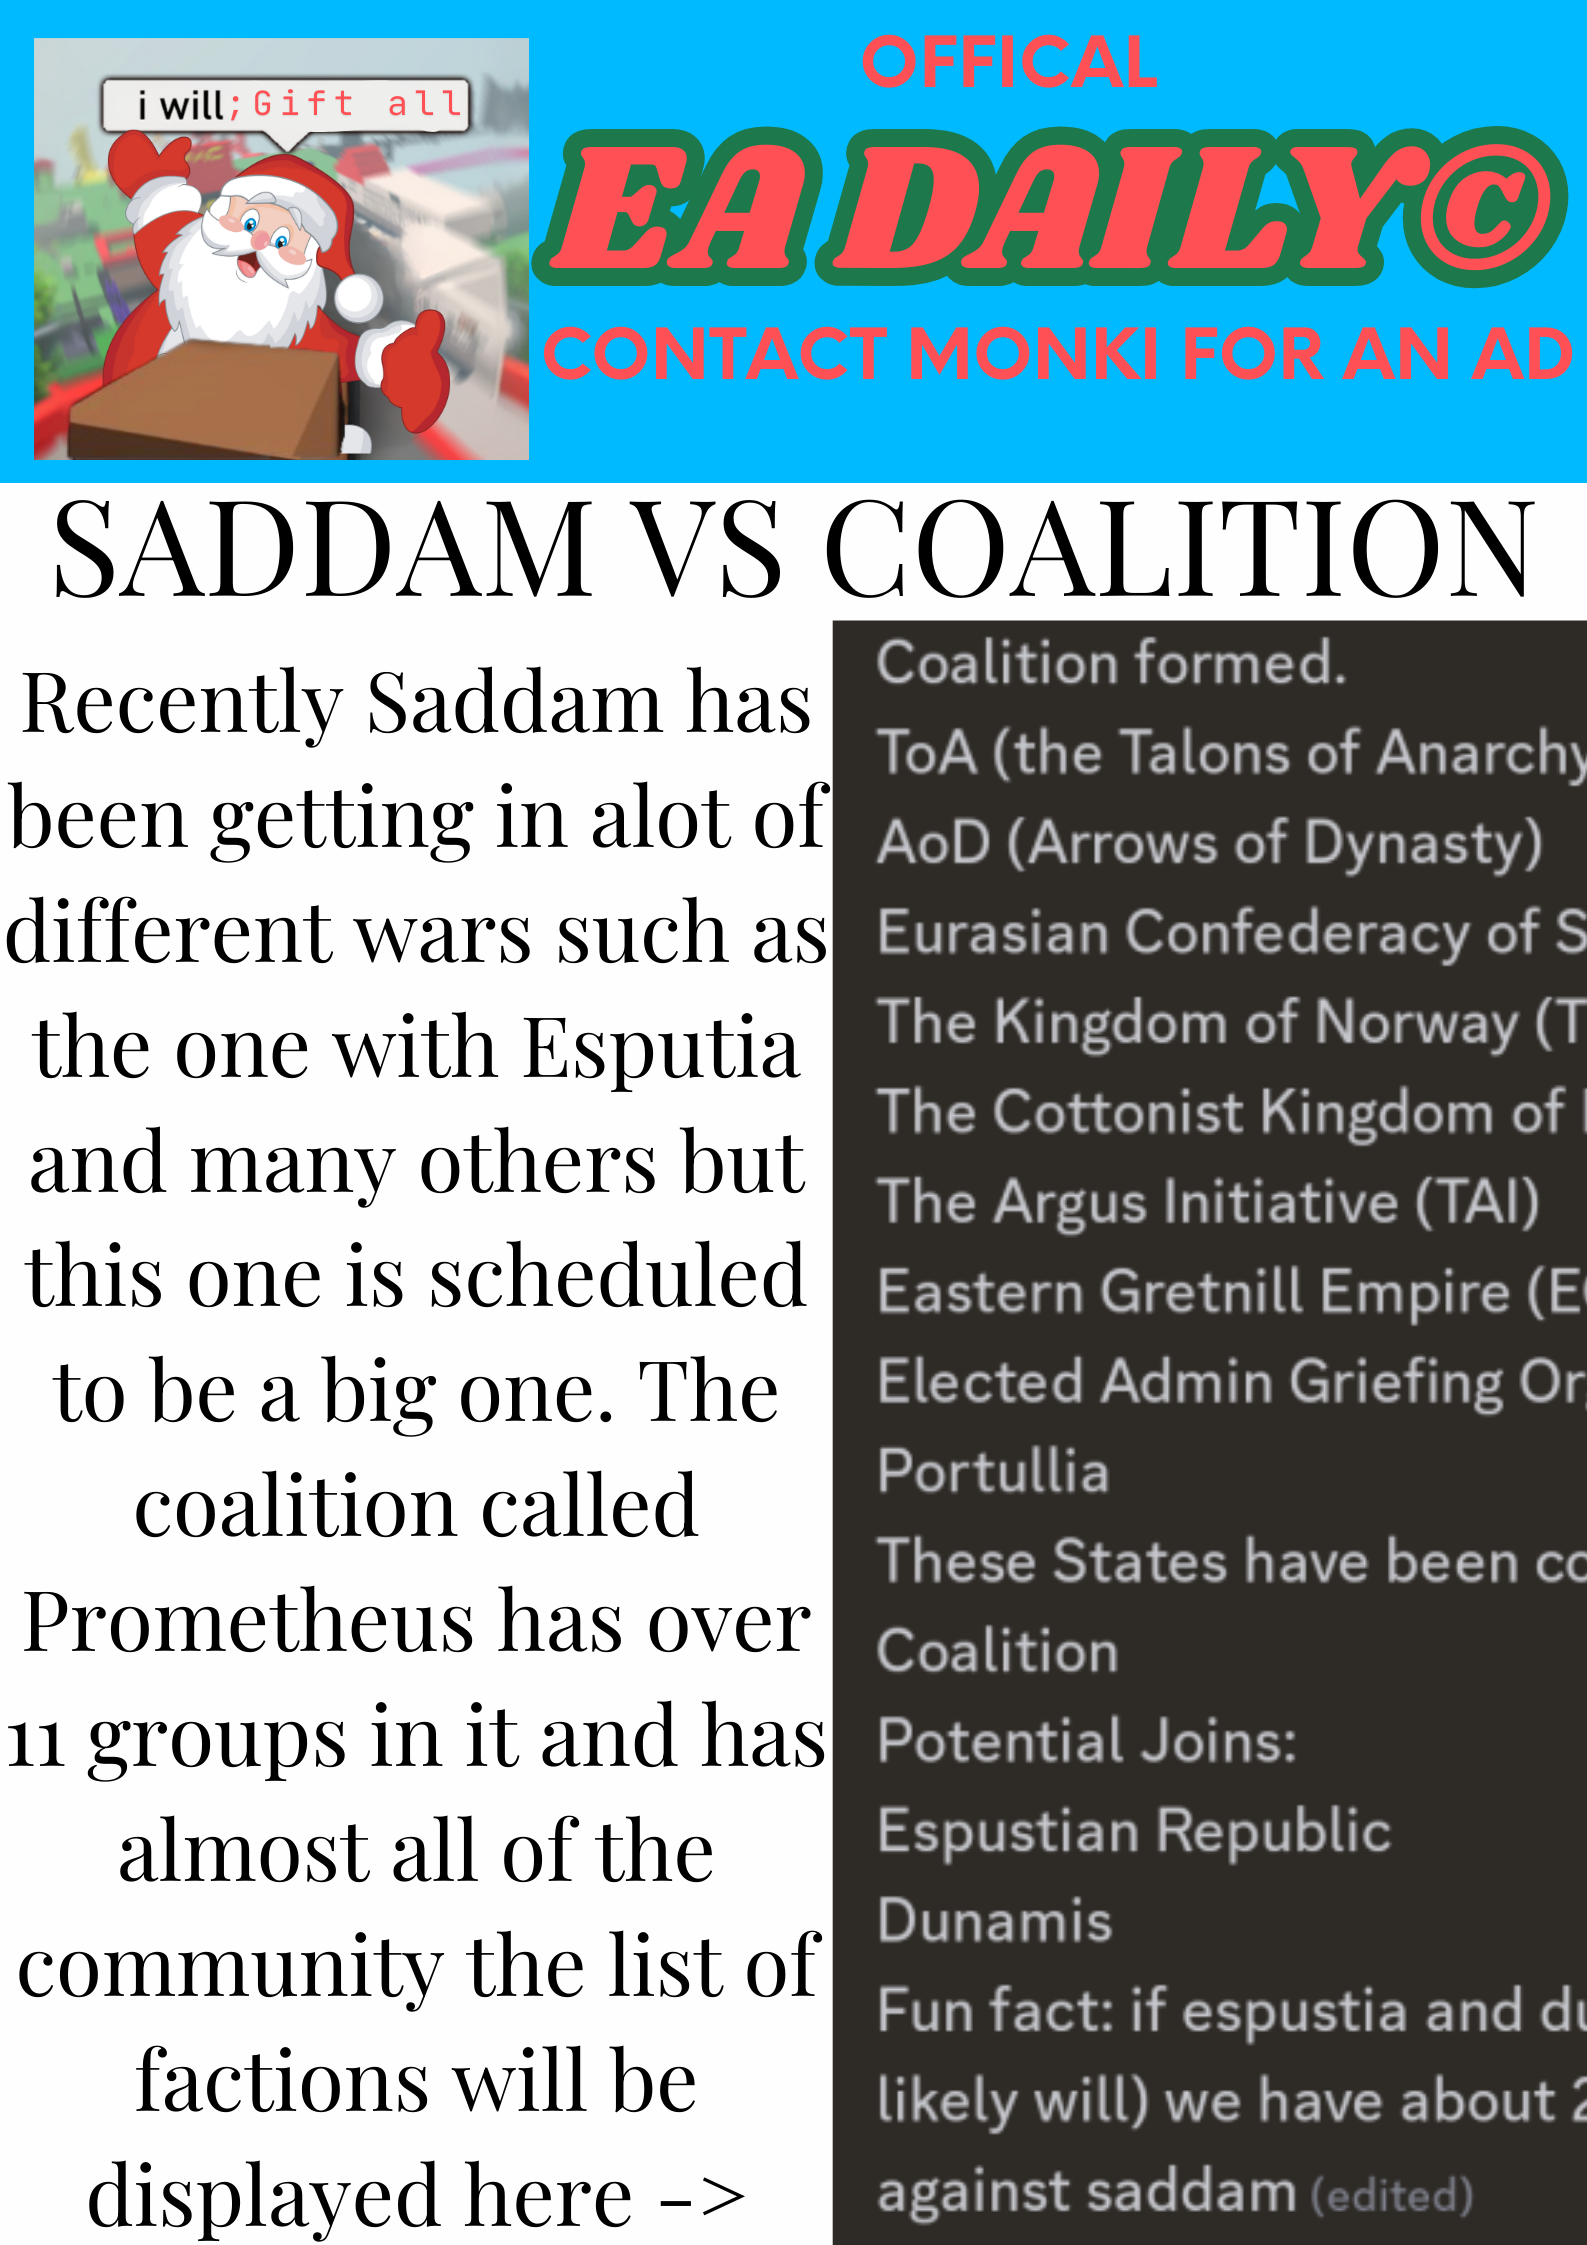 i will;Gift all
OFFICAL
EA DAILY©
CONTACT MONKI FOR AN AD
SADDAM VS COALITION
Recently Saddam has
been getting in alot of
different wars such as
the one with Esputia
and many others but
this one is scheduled
to be a big one. The
coalition called
Prometheus has over
11 groups in it and has
almost all of the
community the list of
factions will be
displayed here ->
Coalition formed.
ToA (the Talons of Anarchy
AoD (Arrows of Dynasty)
Eurasian Confederacy of
The Kingdom of Norway
The Cottonist Kingdom of
The Argus Initiative (TAI)
Eastern Gretnill Empire
Elected Admin Griefing
Portullia
These States have been
Coalition
Potential Joins:
Espustian Republic
Dunamis
Fun fact: if espustia and
likely will) we have about
against saddam (edited)